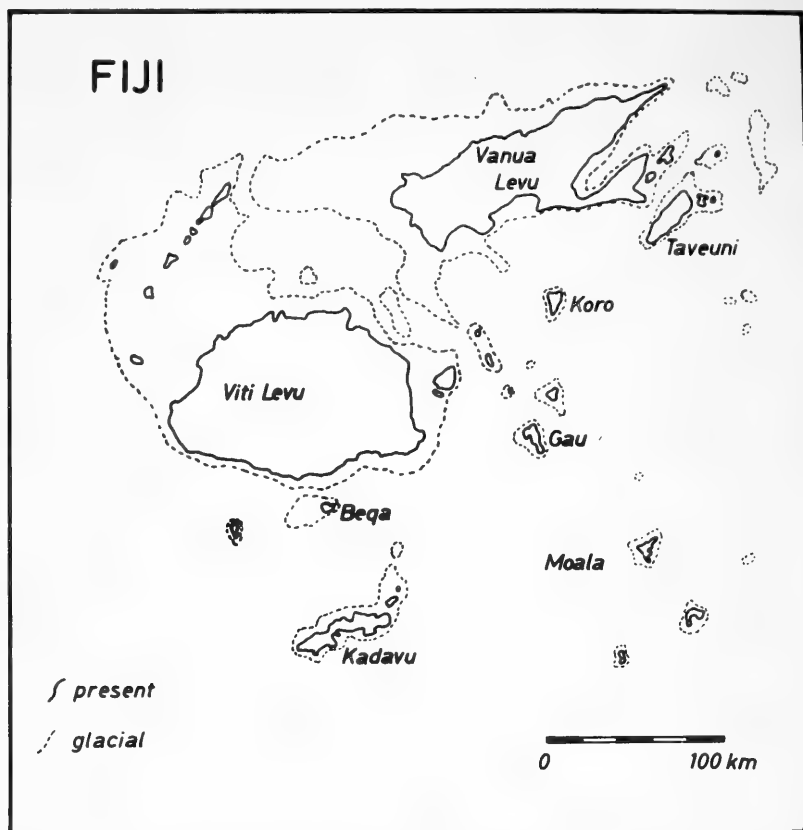 FIJI
Vanua
Levu
Taveuni
Koro
Viti Levu
Gau
Beqa
Moala
Kadavu
present
glacial
0 100 km